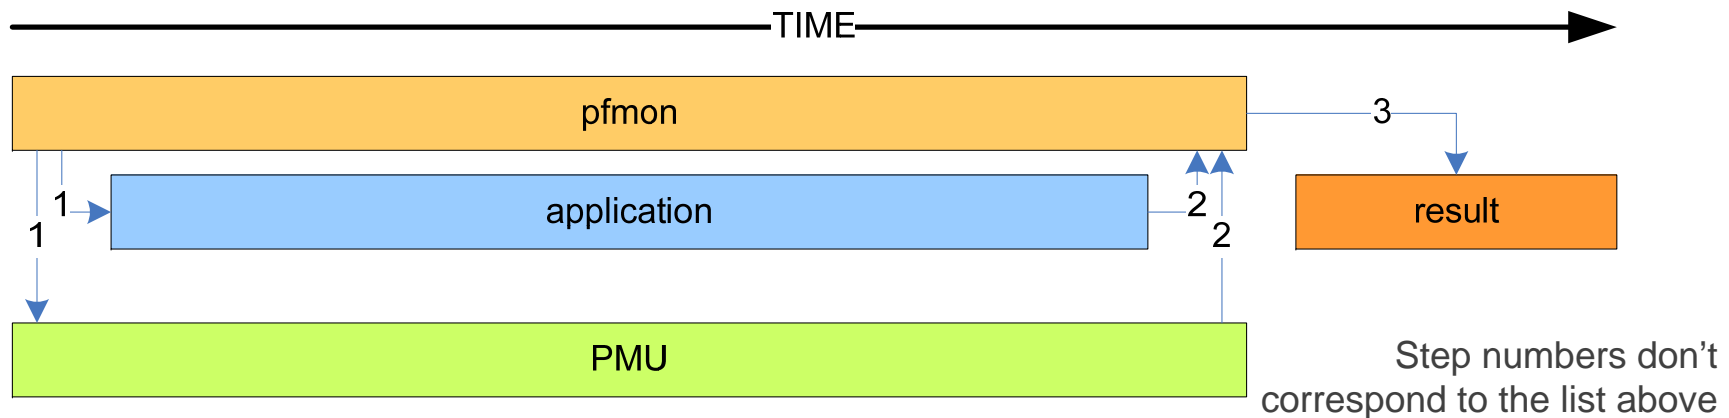 TIME
pfmon
3
1
application
2
result
1
2
PMU
Step numbers don’t
correspond to the list above